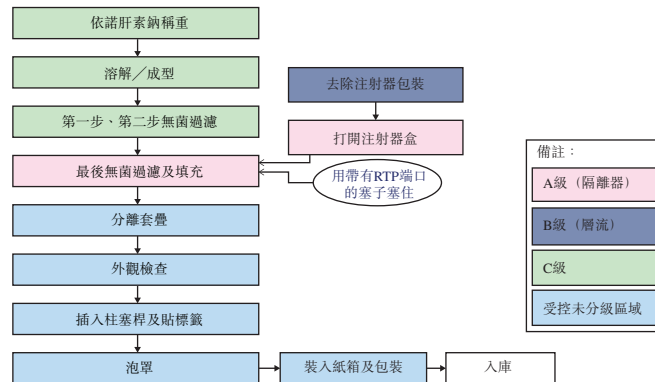 依諾肝素鈉稱重
溶解／成型
去除注射器包裝
第一步、第二步無菌過濾
打開注射器盒
最後無菌過濾及填充
用帶有RTP端口
的塞子塞住
分離套疊
外觀檢查
插入柱塞桿及貼標籤
泡罩
裝入紙箱及包裝
入庫
備註：
A級（隔離器）
B級（層流）
C級
受控未分級區域